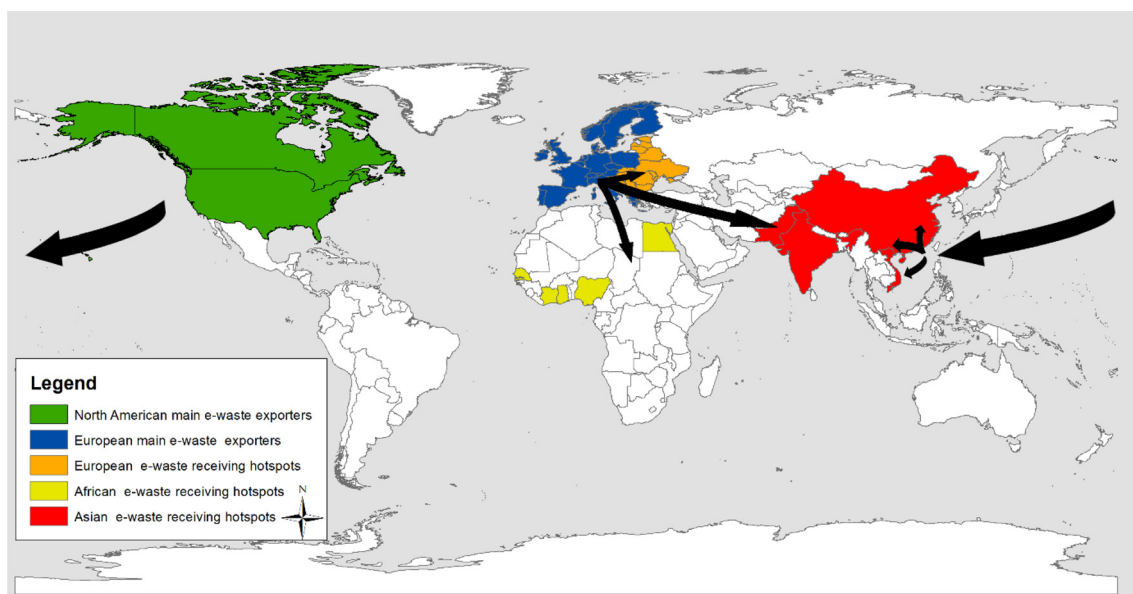 Legend
North American main e-waste exporters
European main e-waste  exporters
European  e-waste receiving hotspots
African  e-waste receiving hotspots
Asian  e-waste receiving hotspots
N